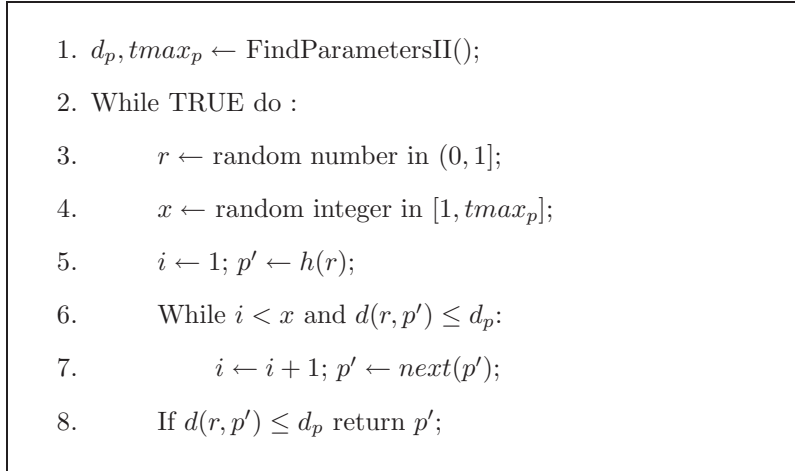 1. d_p, tmax_p ← FindParametersII();
2. While TRUE do :
3. r ← random number in (0, 1];
4. x ← random integer in [1, tmax_p];
5. i ← 1; p′ ← h(r);
6. While i < x and d(r, p′) ≤ d_p:
7. i ← i + 1; p′ ← next(p′);
8. If d(r, p′) ≤ d_p return p′;